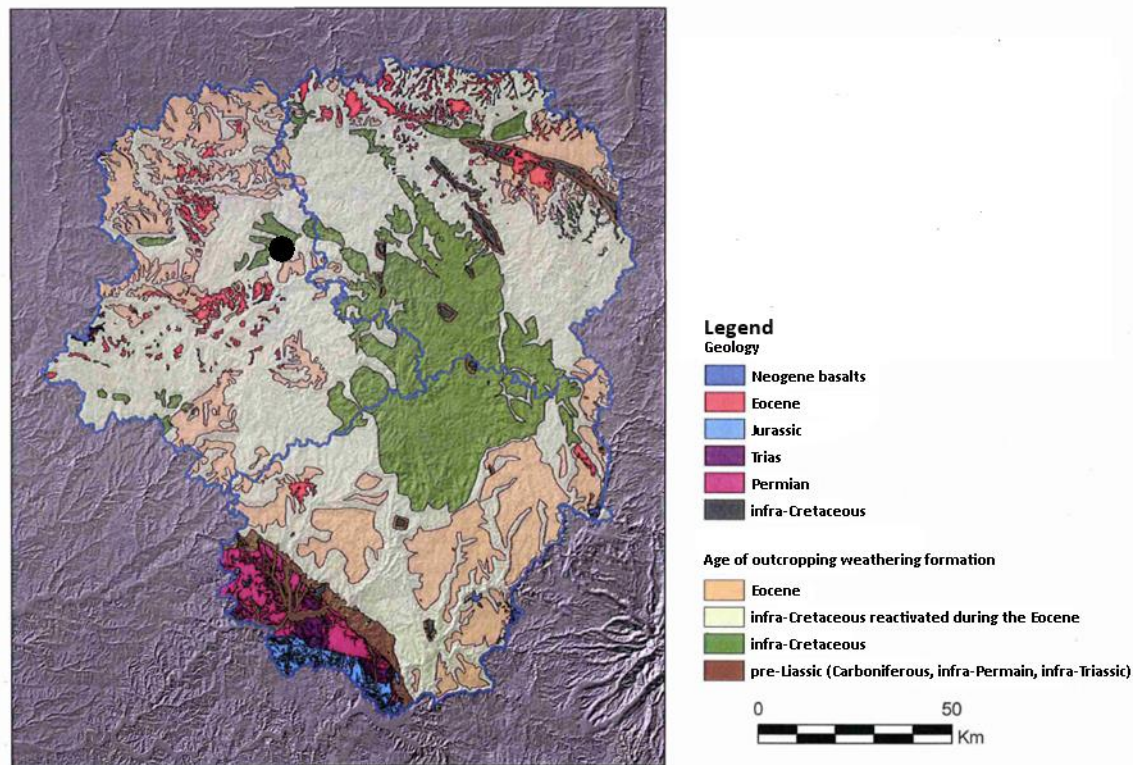 Legend
Geology
Neogene basalts
Eocene
Jurassic
Trias
Permian
infra-Cretaceous
Age of outcropping weathering formation
Eocene
infra-Cretaceous reactivated during the Eocene
infra-Cretaceous
pre-Liassic (Carboniferous, infra-Permain, infra-Triassic)
0 50
Km